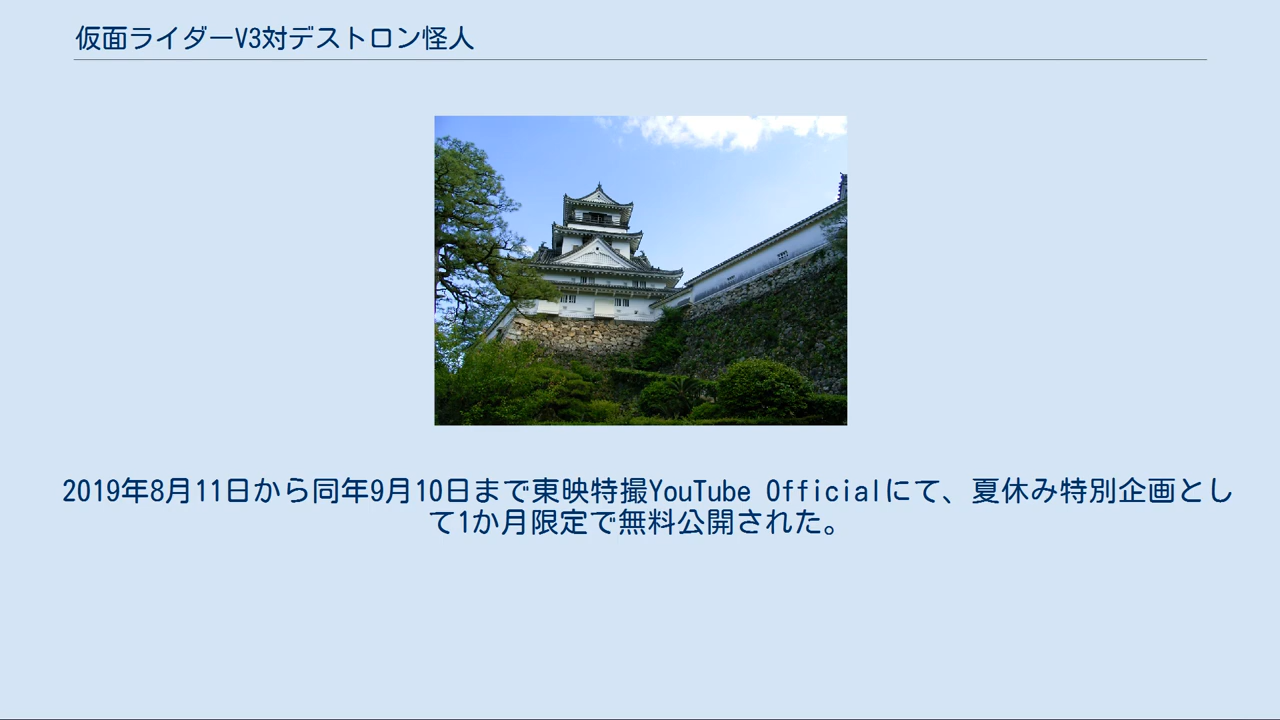 仮面ライダーV3対デストロン怪人
2019年8月11日から同年9月10日まで東映特撮YouTube Officialにて、夏休み特別企画とし
て1か月限定で無料公開された。